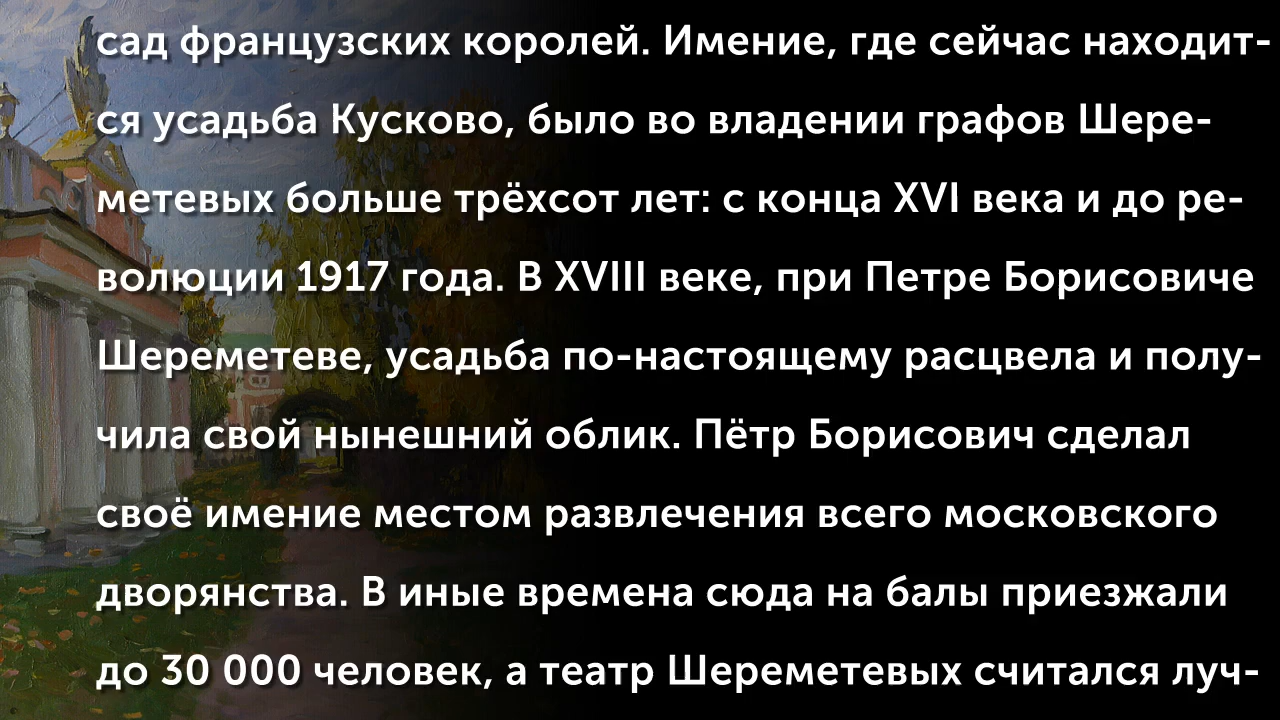 сад французских королей. Имение, где сейчас находит-
ся усадьба Кусково, было во владении графов Шере-
метевых больше трёхсот лет: с конца XVI века и до ре-
волюции 1917 года. В XVIII веке, при Петре Борисовиче
Шереметеве, усадьба по-настоящему расцвела и полу-
чила свой нынешний облик. Пётр Борисович сделал
своё имение местом развлечения всего московского
дворянства. В иные времена сюда на балы приезжали
до 30 000 человек, а театр Шереметевых считался луч-